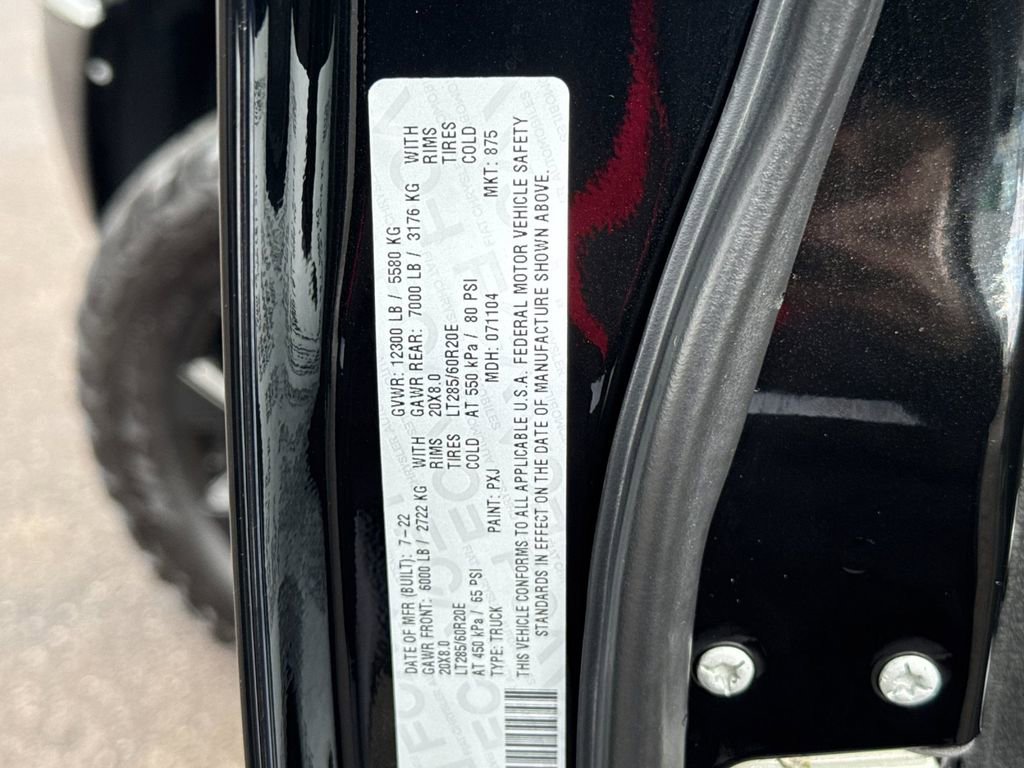 DATE OF MFR (BUILT): 7-22 GVWR: 12300 LB / 5580 KG
GAWR FRONT: 6000 LB / 2722 KG WITH GAWR REAR: 7000 LB / 3176 KG WITH
20X8.0 RIMS 20X8.0 RIMS
LT285/60R20E TIRES LT285/60R20E TIRES
AT 450 kPa / 65 PSI COLD AT 550 kPa / 80 PSI COLD
TYPE: TRUCK PAINT: PXJ MDH: 071104 MKT: 875
THIS VEHICLE CONFORMS TO ALL APPLICABLE U.S.A. FEDERAL MOTOR VEHICLE SAFETY
STANDARDS IN EFFECT ON THE DATE OF MANUFACTURE SHOWN ABOVE.